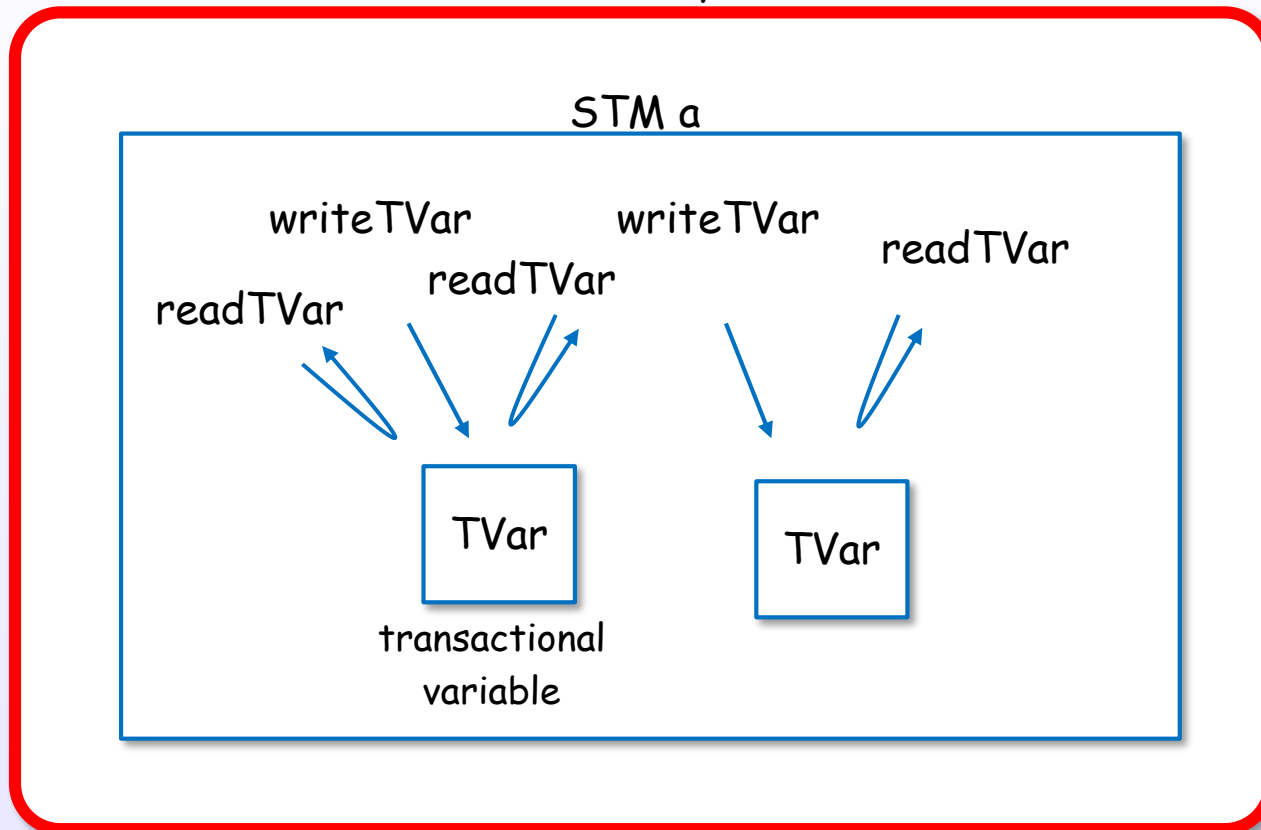 STM a
writeTVar
writeTVar
readTVar
readTVar
readTVar
TVar
TVar
transactional
variable